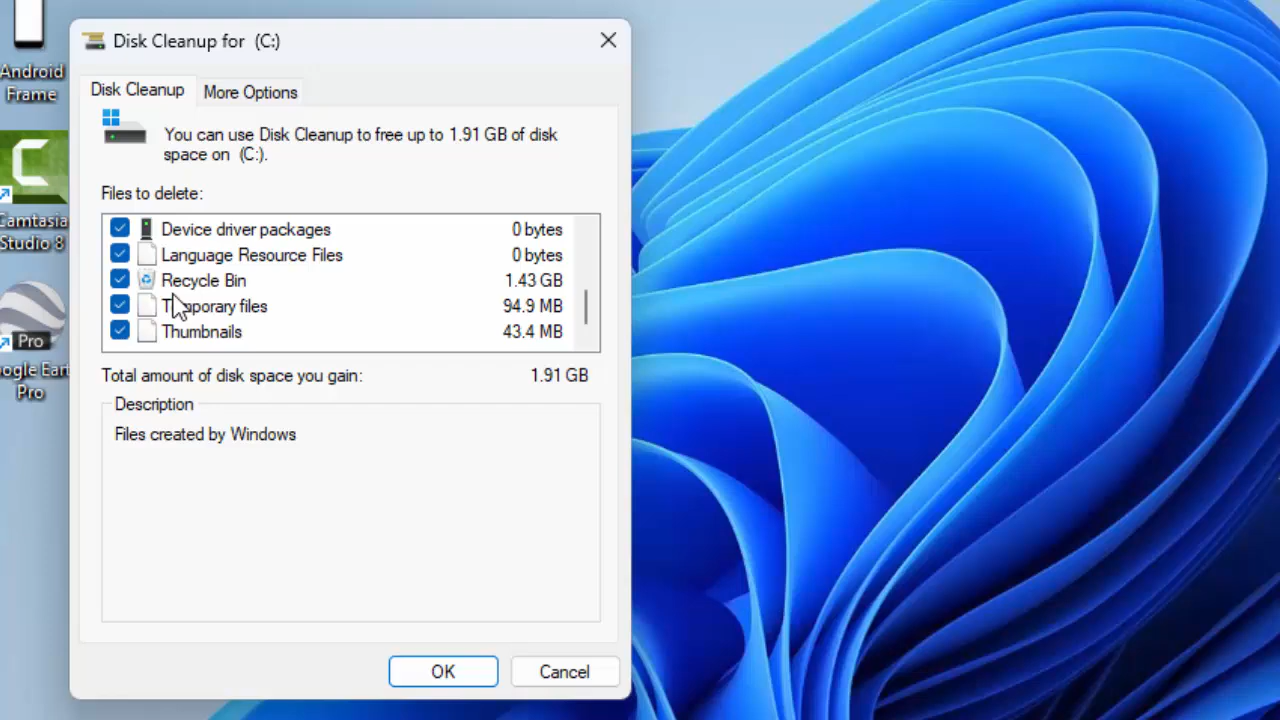 Disk Cleanup for (C:)
Android
Frame
Disk Cleanup
More Options
You can use Disk Cleanup to free up to 1.91 GB of disk
space on (C:).
Files to delete:
Device driver packages 0 bytes
Language Resource Files 0 bytes
Recycle Bin 1.43 GB
T porary files 94.9 MB
Thumbnails 43.4 MB
Camtasia
Studio 8
Total amount of disk space you gain: 1.91 GB
Pro
ogle Eart
Pro
Description
Files created by Windows
OK
Cancel